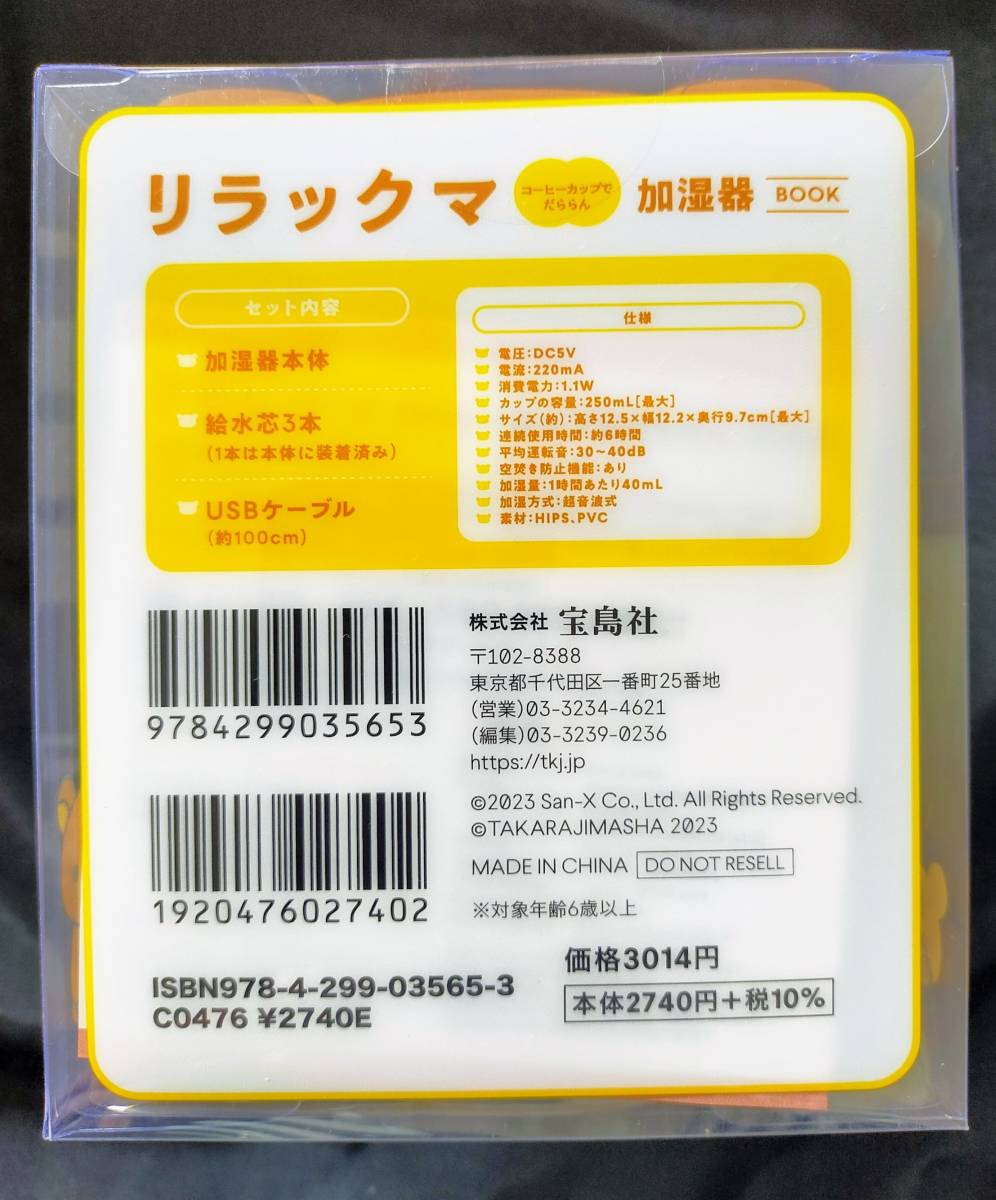 リラックマ コーヒーカップで だららん 加湿器 BOOK
セット内容
加湿器本体
給水芯3本
(1本は本体に装着済み)
USBケーブル
(約100cm)
仕様
電圧:DC5V
電流:220mA
消費電力:1.1W
カップの容量:250mL[最大]
サイズ(約):高さ12.5×幅12.2×奥行9.7cm[最大]
連続使用時間:約6時間
平均運転音:30〜40dB
空焚き防止機能:あり
加湿量:1時間あたり40mL
加湿方式:超音波式
素材:HIPS、PVC
9784299035653
1920476027402
ISBN978-4-299-03565-3
C0476 ¥2740E
株式会社 宝島社
〒102-8388
東京都千代田区一番町25番地
(営業)03-3234-4621
(編集)03-3239-0236
https://tkj.jp
©2023 San-X Co., Ltd. All Rights Reserved.
©TAKARAJIMASHA 2023
MADE IN CHINA DO NOT RESELL
※対象年齢6歳以上
価格3014円
本体2740円+税10%